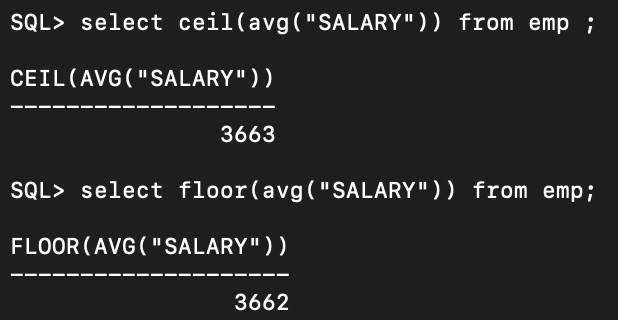 SQL> select ceil(avg("SALARY")) from emp ;
CEIL(AVG("SALARY"))
-------------------
3663
SQL> select floor(avg("SALARY")) from emp;
FLOOR(AVG("SALARY"))
--------------------
3662